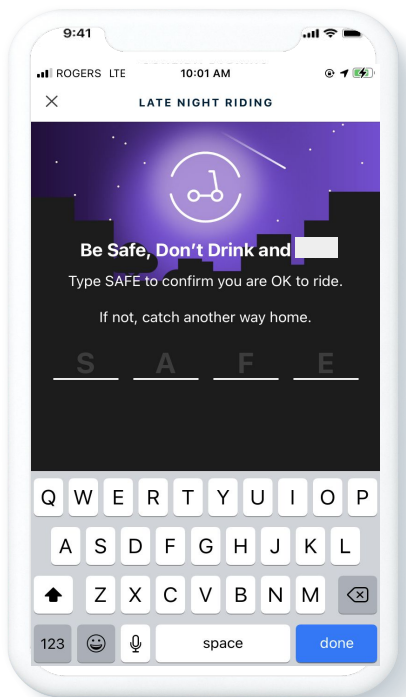 9:41
ROGERS LTE 10:01 AM
LATE NIGHT RIDING
Be Safe, Don't Drink and
Type SAFE to confirm you are OK to ride.
If not, catch another way home.
S A F E
Q W E R T Y U I O P
A S D F G H J K L
Z X C V B N M
123 space done